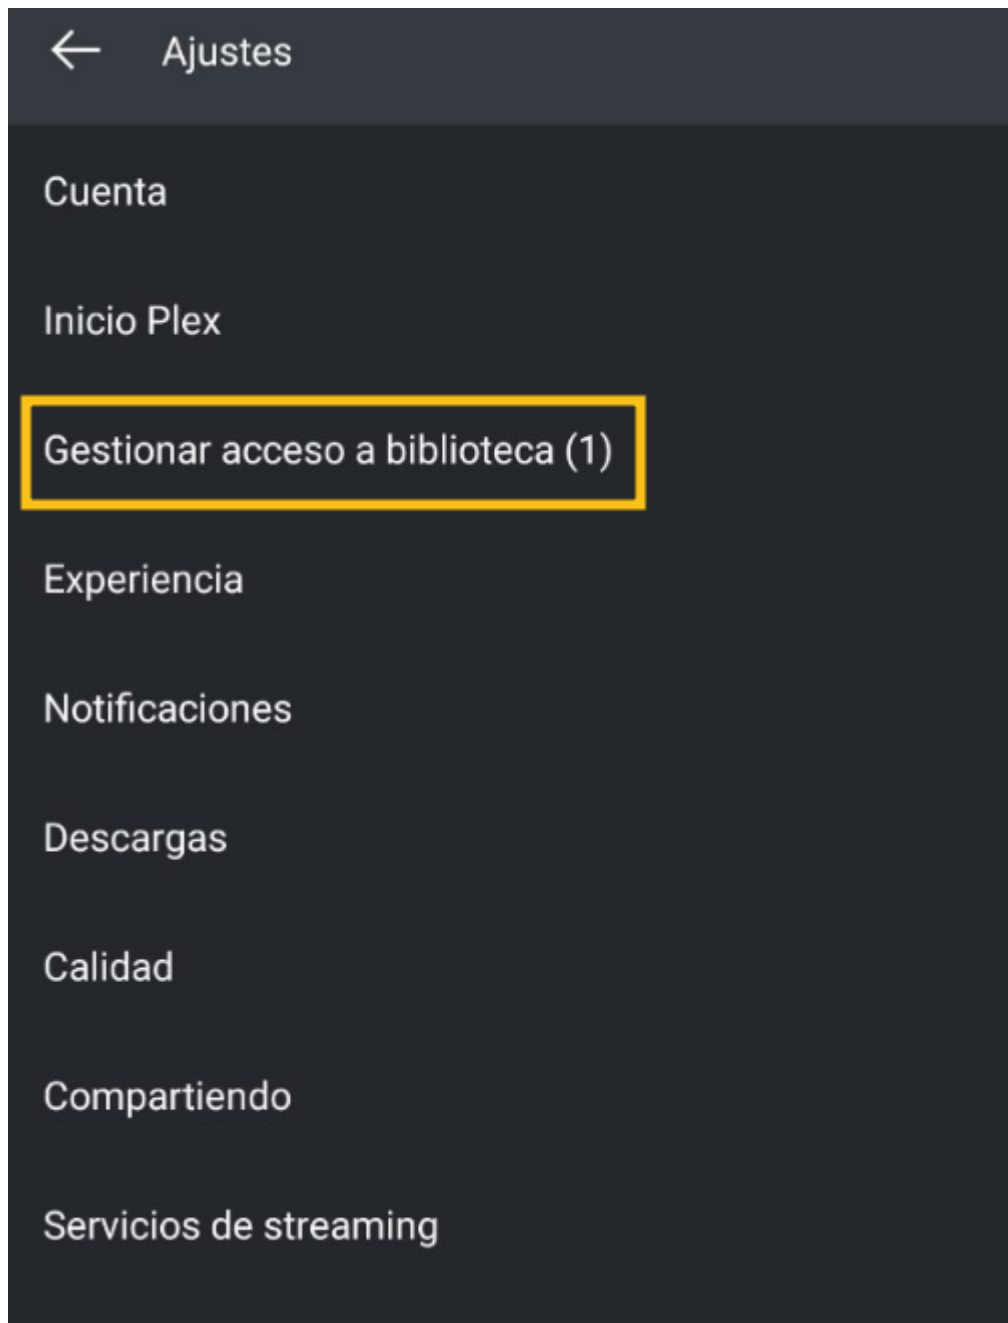 Ajustes
Cuenta
Inicio Plex
Gestionar acceso a biblioteca (1)
Experiencia
Notificaciones
Descargas
Calidad
Compartiendo
Servicios de streaming